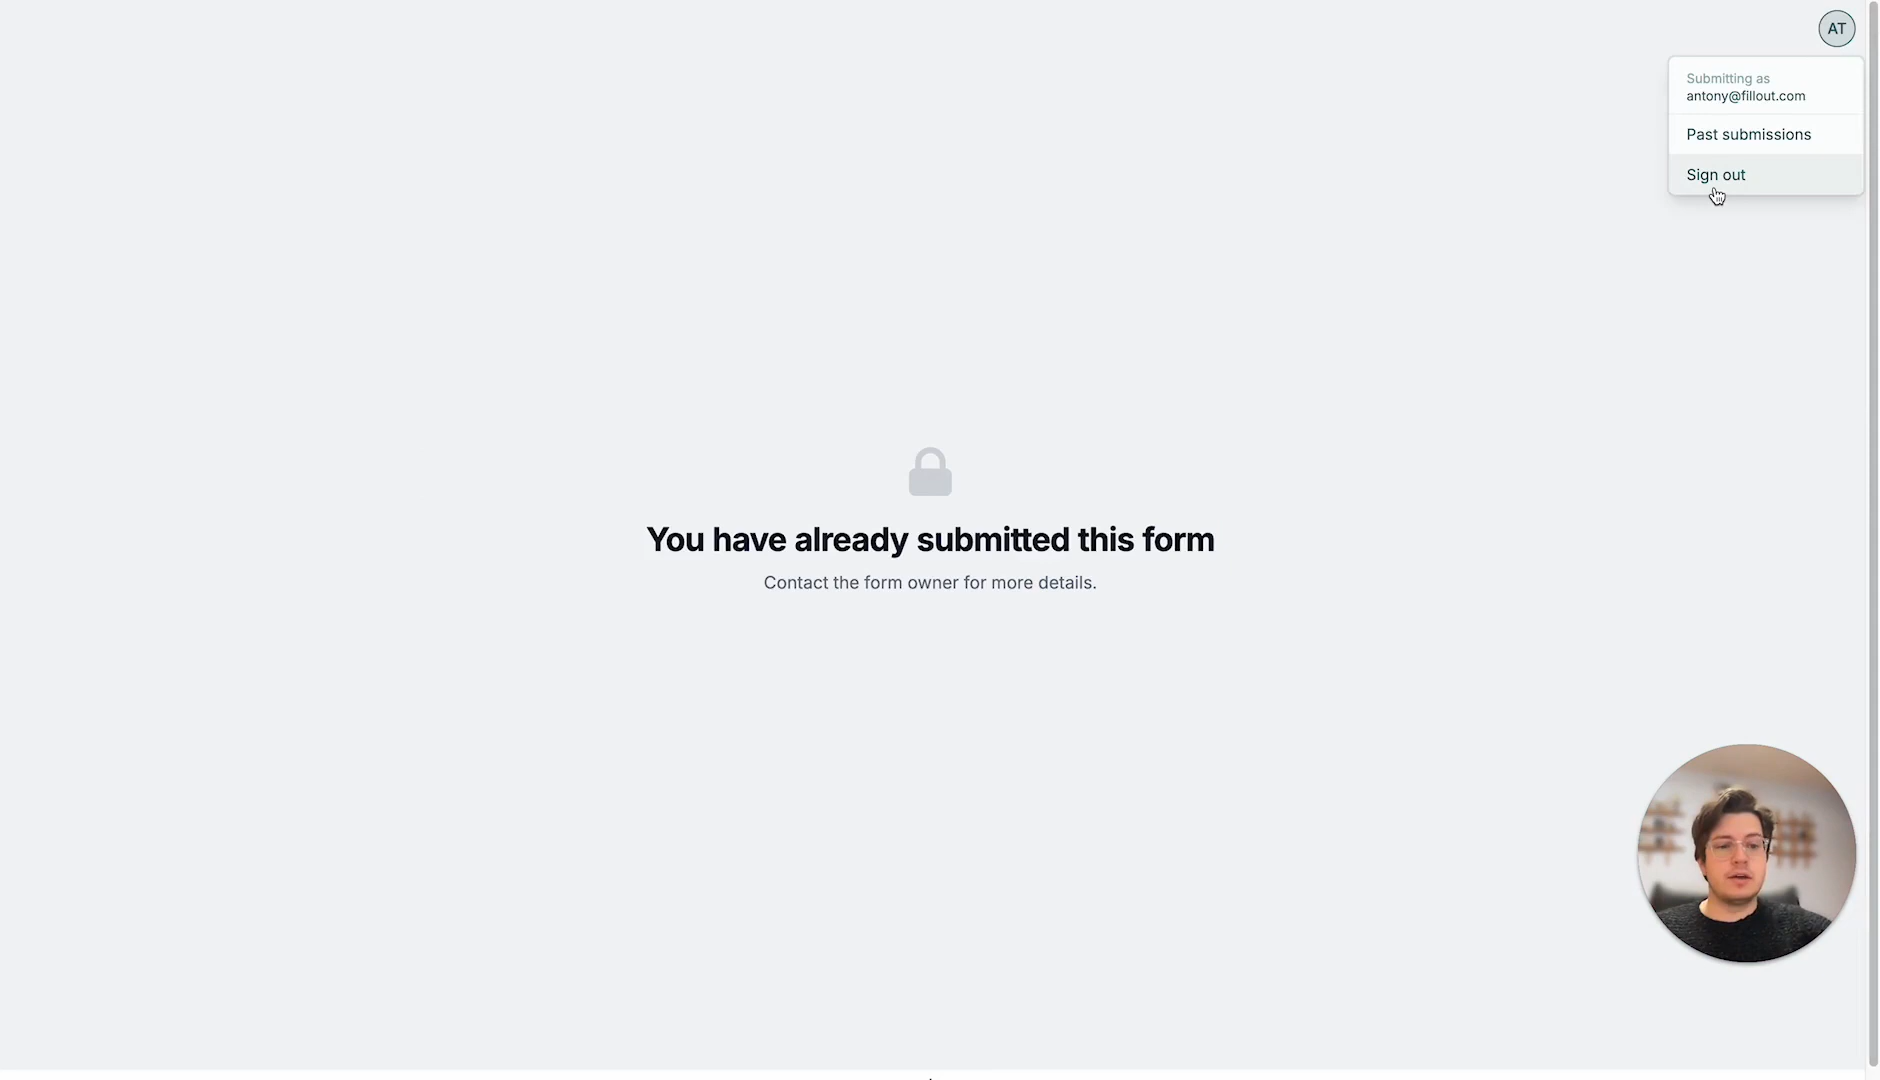 AT
Submitting as
antony@fillout.com
Past submissions
Sign out
You have already submitted this form
Contact the form owner for more details.